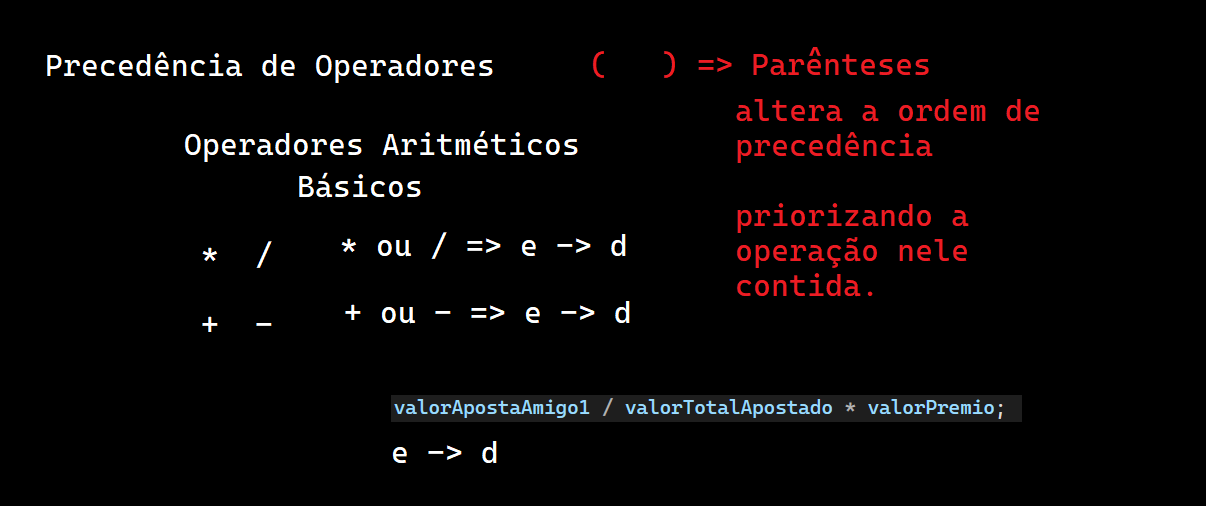 Precedência de Operadores
(   ) => Parênteses
altera a ordem de
precedência
priorizando a
operação nele
contida.
Operadores Aritméticos
Básicos
* /
* ou / => e -> d
+ -
+ ou - => e -> d
valorApostaAmigo1 / valorTotalApostado * valorPremio;
e -> d